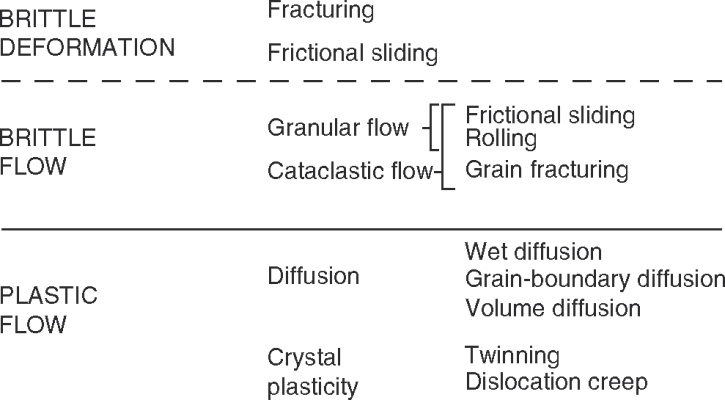 BRITTLE
DEFORMATION
Fracturing
Frictional sliding
BRITTLE
FLOW
Granular flow
Cataclastic flow
Frictional sliding
Rolling
Grain fracturing
PLASTIC
FLOW
Diffusion
Wet diffusion
Grain-boundary diffusion
Volume diffusion
Crystal
plasticity
Twinning
Dislocation creep